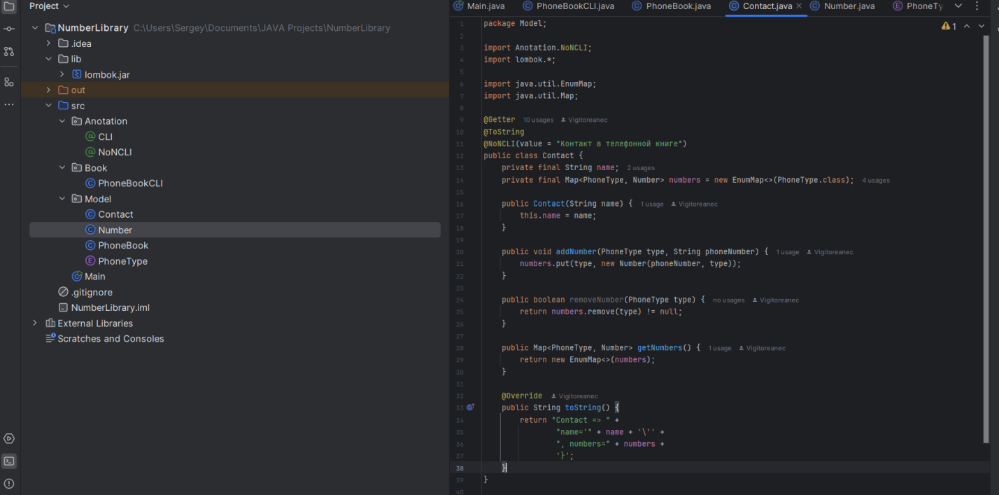 Project
NumberLibrary C:\Users\Sergey\Documents\JAVA Projects\NumberLibrary
.idea
lib
lombok.jar
out
src
Anotation
CLI
NoNCLI
Book
PhoneBookCLI
Model
Contact
Number
PhoneBook
PhoneType
Main
.gitignore
NumberLibrary.iml
External Libraries
Scratches and Consoles
Main.java PhoneBookCLI.java PhoneBook.java Contact.java Number.java PhoneTy
1 package Model; 1
2
3 import Anotation.NoNCLI;
4 import lombok.*;
5
6 import java.util.EnumMap;
7 import java.util.Map;
8
9 @Getter 10 usages Vigitoreanec
10 @ToString
11 @NoNCLI(value = "Контакт в телефонной книге")
12 public class Contact {
13 private final String name; 2 usages
14 private final Map<PhoneType, Number> numbers = new EnumMap<>(PhoneType.class); 4 usages
15
16 public Contact(String name) { 1 usage Vigitoreanec
17 this.name = name;
18 }
19
20 public void addNumber(PhoneType type, String phoneNumber) { 1 usage Vigitoreanec
21 numbers.put(type, new Number(phoneNumber, type));
22 }
23
24 public boolean removeNumber(PhoneType type) { no usages Vigitoreanec
25 return numbers.remove(type) != null;
26 }
27
28 public Map<PhoneType, Number> getNumbers() { 1 usage Vigitoreanec
29 return new EnumMap<>(numbers);
30 }
31
32 @Override Vigitoreanec
33 public String toString() {
34 return "Contact => " +
35 "name='" + name + '\'' +
36 ", numbers=" + numbers +
37 '}';
38 }
39 }
40